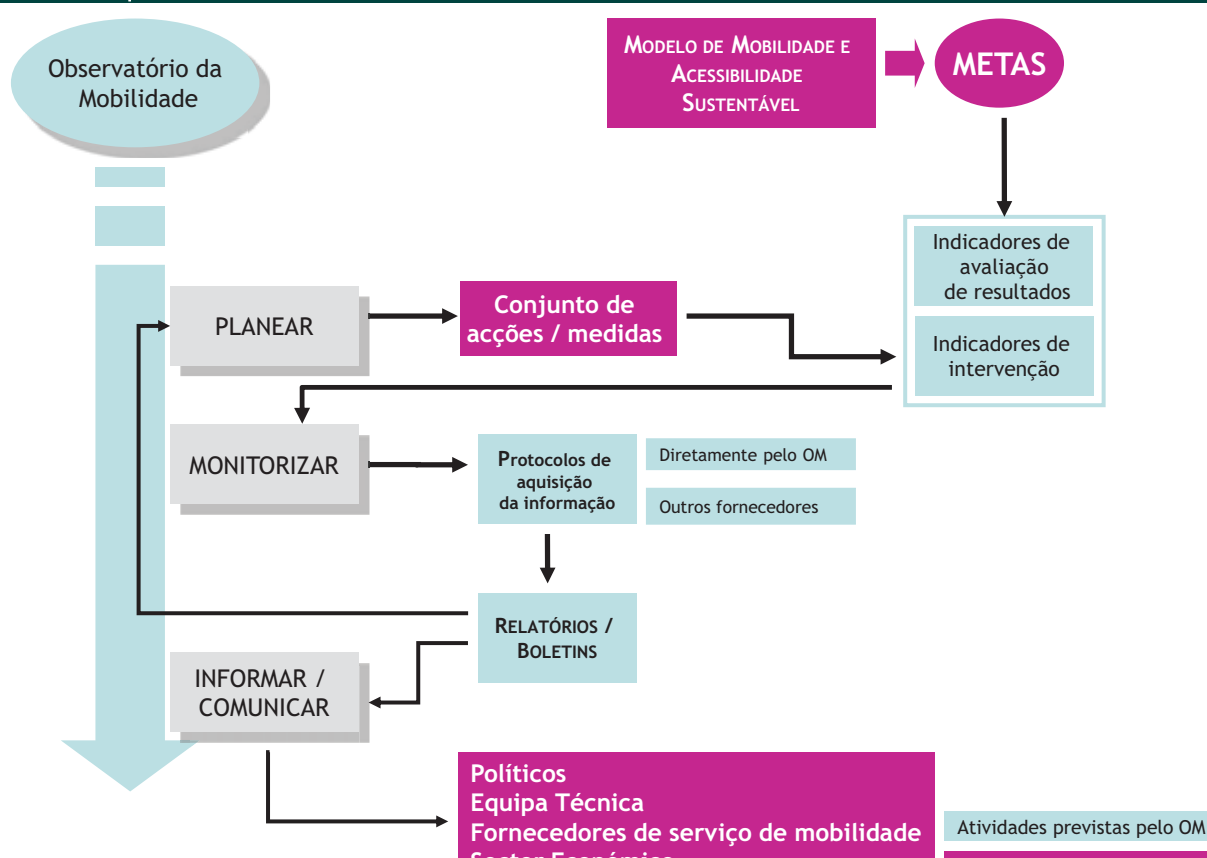 Observatório da
Mobilidade
MODELO DE MOBILIDADE E
ACESSIBILIDADE
SUSTENTÁVEL
METAS
Indicadores de
avaliação
de resultados
Indicadores de
intervenção
PLANEAR
Conjunto de
acções / medidas
MONITORIZAR
Protocolos de
aquisição
da informação
Diretamente pelo OM
Outros fornecedores
RELATÓRIOS /
BOLETINS
INFORMAR /
COMUNICAR
Políticos
Equipa Técnica
Fornecedores de serviço de mobilidade
Sector Económico
Atividades previstas pelo OM